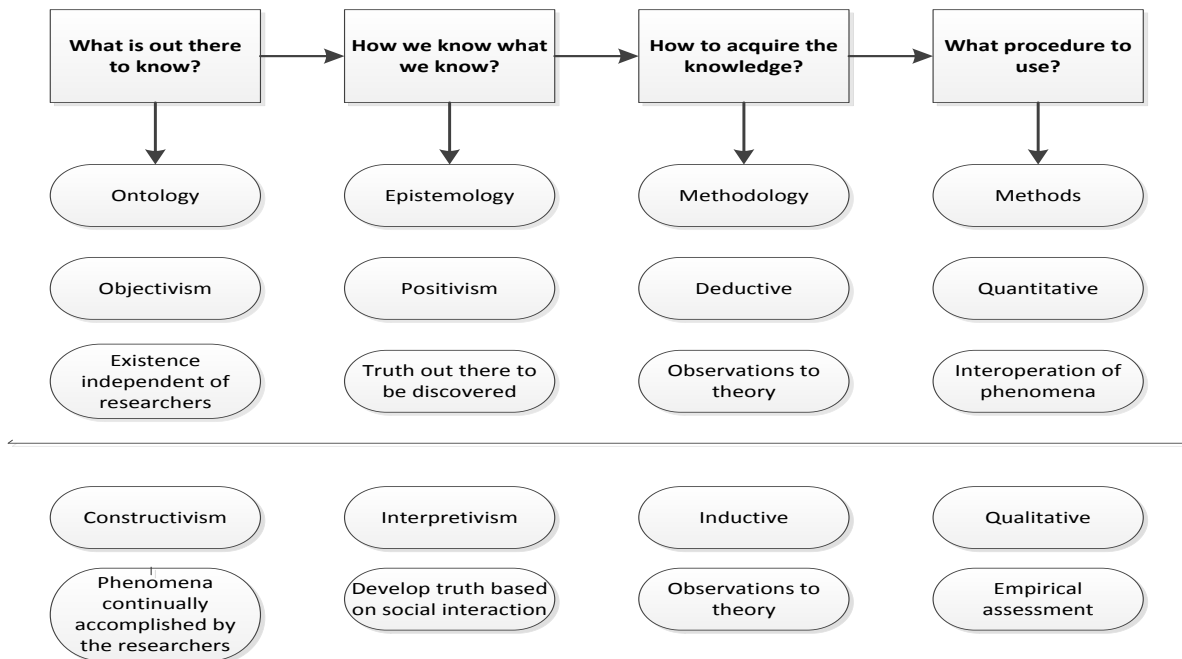 What is out there
to know?
How we know what
we know?
How to acquire the
knowledge?
What procedure to
use?
Ontology
Epistemology
Methodology
Methods
Objectivism
Positivism
Deductive
Quantitative
Existence
independent of
researchers
Truth out there to
be discovered
Observations to
theory
Interoperation of
phenomena
Constructivism
Interpretivism
Inductive
Qualitative
Phenomena
continually
accomplished by
the researchers
Develop truth based
on social interaction
Observations to
theory
Empirical
assessment